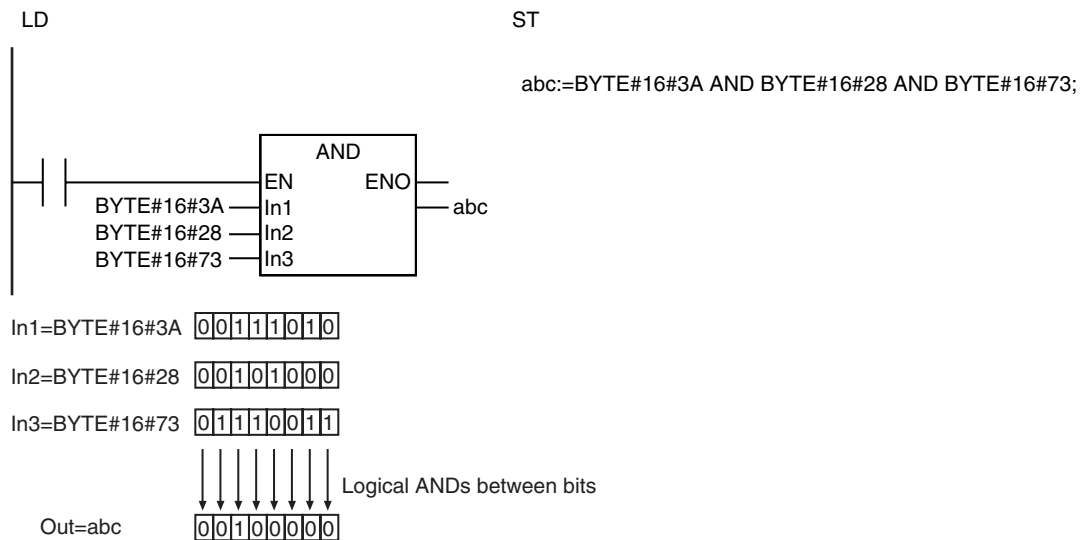 LD
ST
abc:=BYTE#16#3A AND BYTE#16#28 AND BYTE#16#73;
AND
EN ENO
BYTE#16#3A In1 abc
BYTE#16#28 In2
BYTE#16#73 In3
In1=BYTE#16#3A 0 0 1 1 1 0 1 0
In2=BYTE#16#28 0 0 1 0 1 0 0 0
In3=BYTE#16#73 0 1 1 1 0 0 1 1
Logical ANDs between bits
Out=abc 0 0 1 0 0 0 0 0